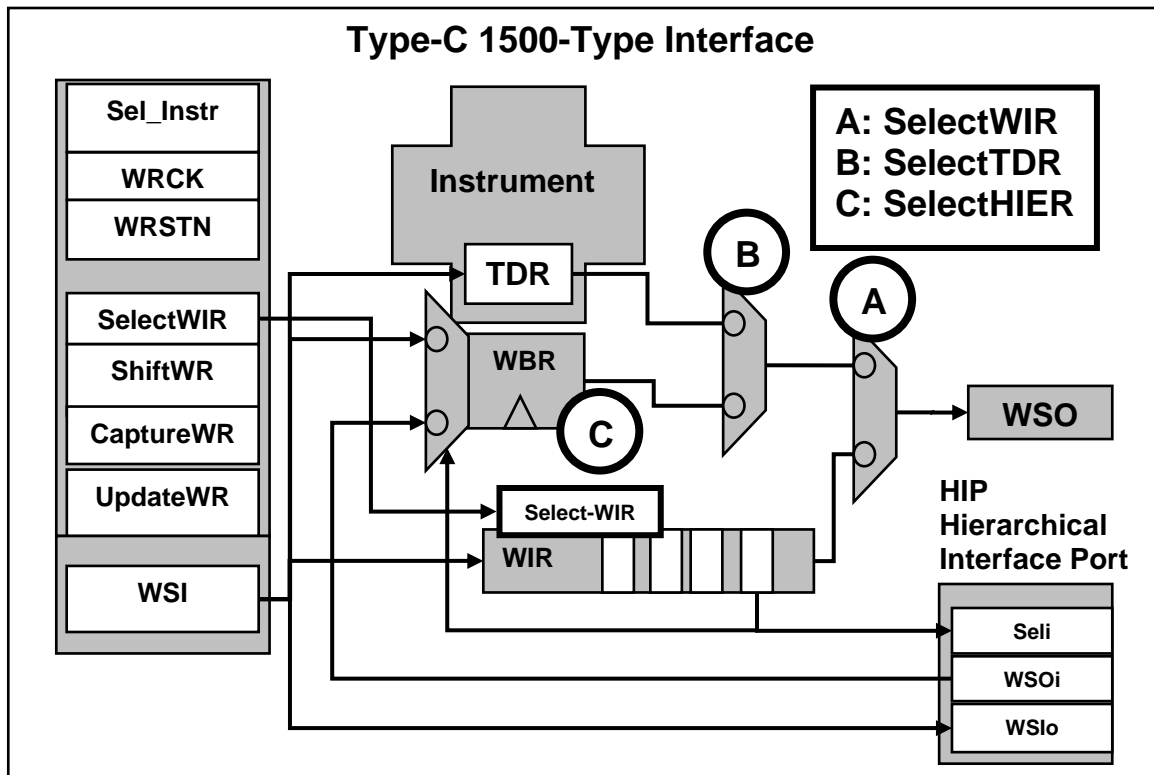 Type-C 1500-Type Interface
Sel_Instr
WRCK
WRSTN
SelectWIR
ShiftWR
CaptureWR
UpdateWR
WSI
Instrument
TDR
WBR
C
B
A
A: SelectWIR
B: SelectTDR
C: SelectHIER
Select-WIR
WIR
WSO
HIP
Hierarchical
Interface Port
Seli
WSOi
WSIo